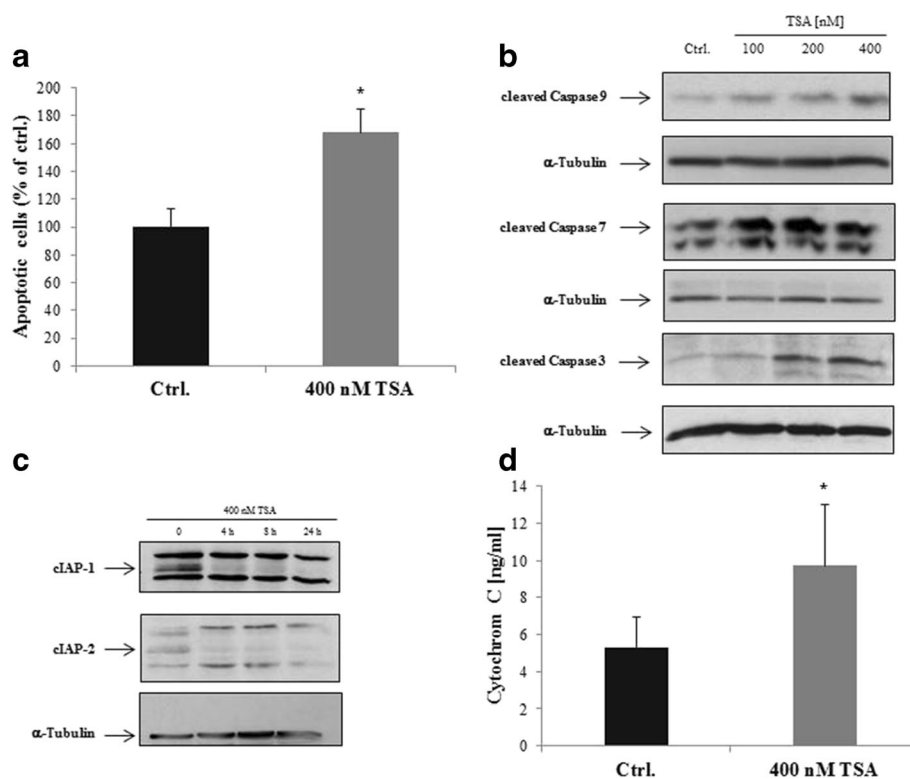 a
Apoptotic cells (% of ctrl.)
200
180
160
140
120
100
80
60
40
20
0
*
Ctrl.
400 nM TSA
b
TSA [nM]
Ctrl.
100
200
400
cleaved Caspase 9
α-Tubulin
cleaved Caspase 7
α-Tubulin
cleaved Caspase 3
α-Tubulin
c
400 nM TSA
0
4 h
8 h
24 h
cIAP-1
cIAP-2
α-Tubulin
d
Cytochrom C [ng/ml]
14
12
10
8
6
4
2
0
*
Ctrl.
400 nM TSA